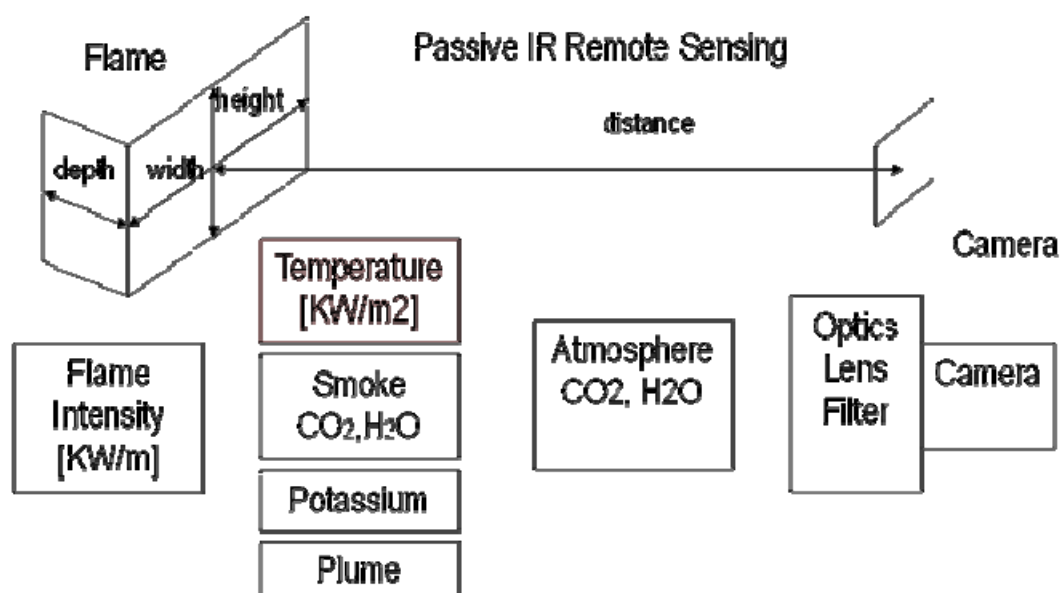 Flame
Passive IR Remote Sensing
height
distance
depth
width
Camera
Temperature
[KW/m2]
Flame
Intensity
[KW/m]
Smoke
CO2,H2O
Potassium
Plume
Atmosphere
CO2, H2O
Optics
Lens
Filter
Camera